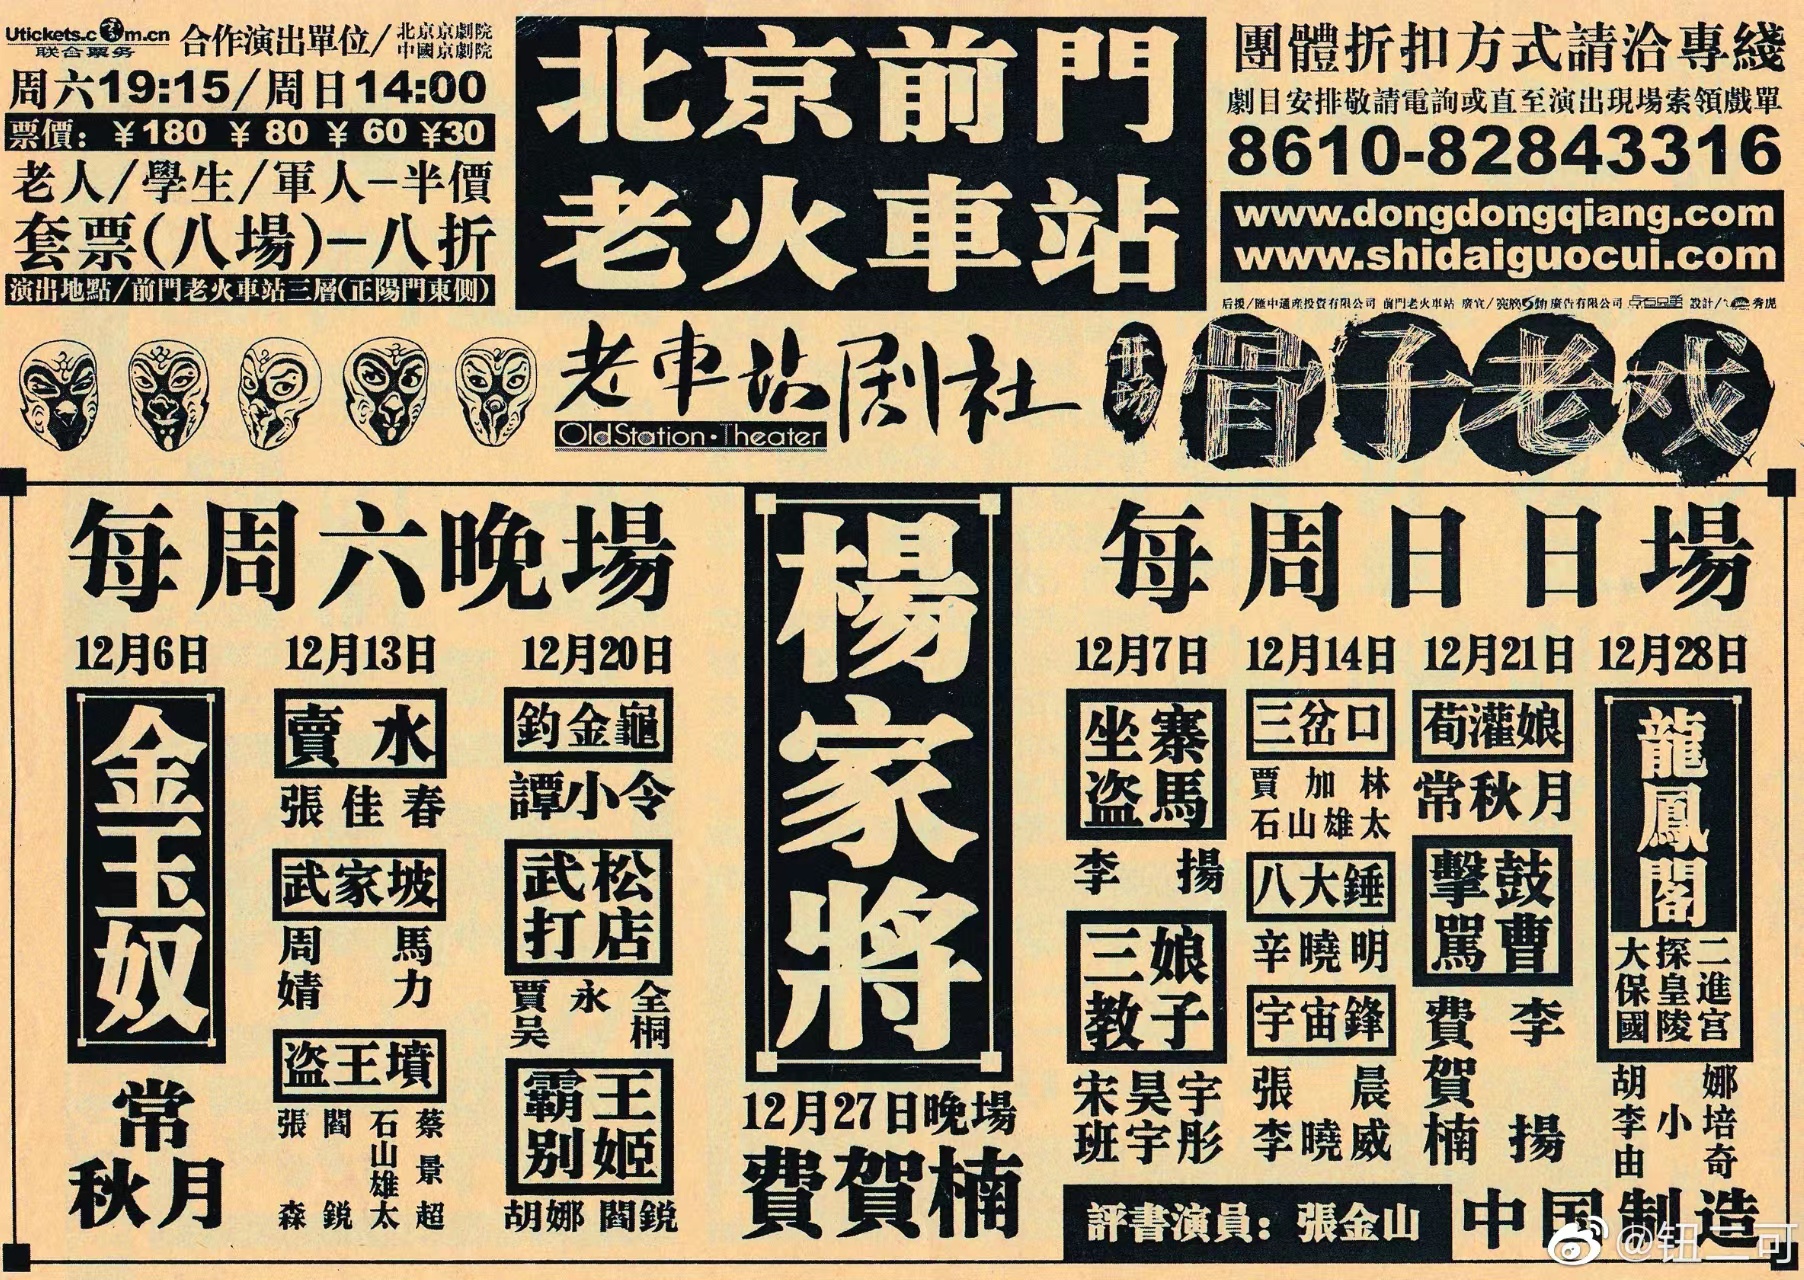 Utickets.com.cn
联合票务
合作演出單位/北京京劇院
中國京劇院
周六19:15/周日14:00
票價：￥180 ￥80 ￥60 ￥30
老人/學生/軍人-半價
套票(八場)-八折
演出地點/前門老火車站三層(正陽門東側)
北京前門
老火車站
團體折扣方式請洽專綫
劇目安排敬請電詢或直至演出現場索領戲單
8610-82843316
www.dongdongqiang.com
www.shidaiguocui.com
后援/匯中通產投資有限公司 前門老火車站 廣宣/ 廣告有限公司 設計/ 秀虎
老車站剧社
OldStation·Theater
开场
骨子老戏
每周六晚場
12月6日
金玉奴
常秋月
12月13日
賣水
張佳春
武家坡
周婧
馬力
盗王墳
張森
閻鋭
石山雄太
蔡景超
12月20日
釣金龜
譚小令
武松
打店
賈永全
吴桐
霸王
别姬
胡娜 閻鋭
楊家將
12月27日晚場
費賀楠
每周日日場
12月7日
坐寨
盗馬
李揚
三娘
教子
宋昊宇
班宇彤
12月14日
三岔口
賈加林
石山雄太
八大錘
辛曉明
宇宙鋒
張晨
李曉威
12月21日
荀灌娘
常秋月
擊鼓
罵曹
費賀楠
李揚
12月28日
龍鳳閣
大保國
探皇陵
二進宮
胡娜
李小培
由奇
評書演員：張金山
中国制造
@钮二可